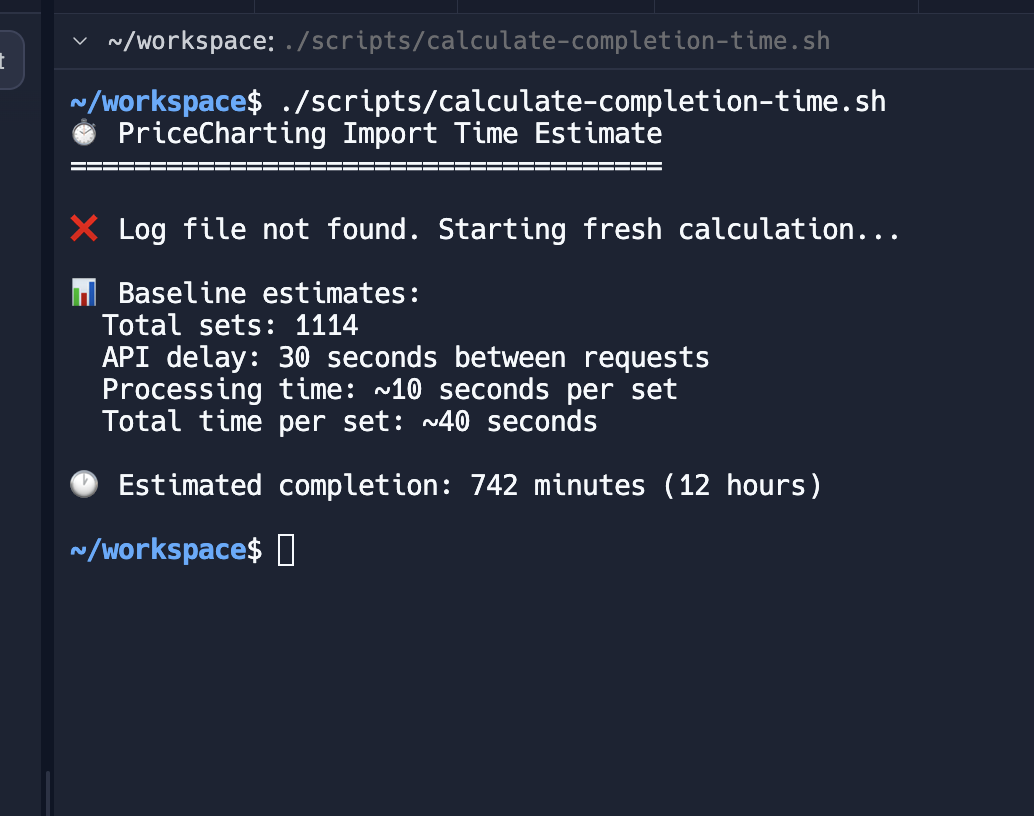 t
~/workspace: ./scripts/calculate-completion-time.sh
~/workspace$ ./scripts/calculate-completion-time.sh
⏱ PriceCharting Import Time Estimate
=====================================
❌ Log file not found. Starting fresh calculation...
📊 Baseline estimates:
Total sets: 1114
API delay: 30 seconds between requests
Processing time: ~10 seconds per set
Total time per set: ~40 seconds
🕐 Estimated completion: 742 minutes (12 hours)
~/workspace$